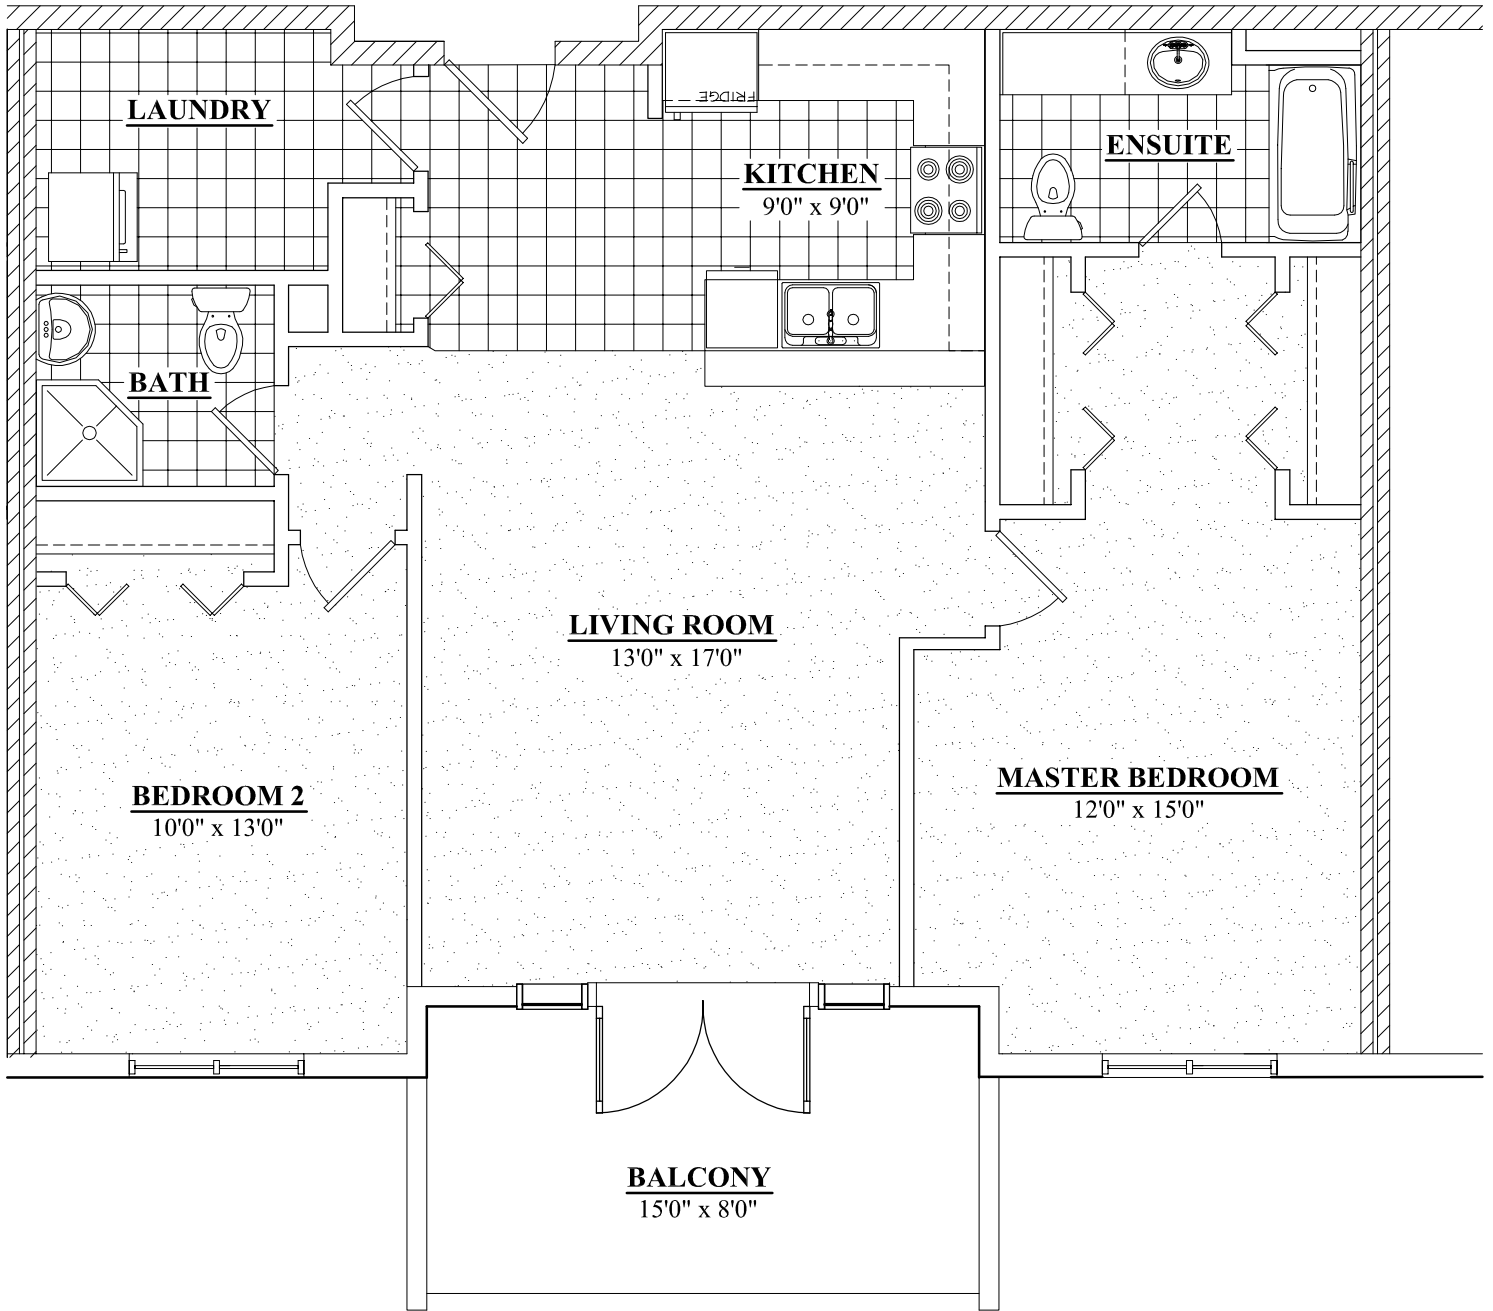 LAUNDRY
FRIDGE
KITCHEN
9'0" x 9'0"
ENSUITE
BATH
LIVING ROOM
13'0" x 17'0"
MASTER BEDROOM
12'0" x 15'0"
BEDROOM 2
10'0" x 13'0"
BALCONY
15'0" x 8'0"